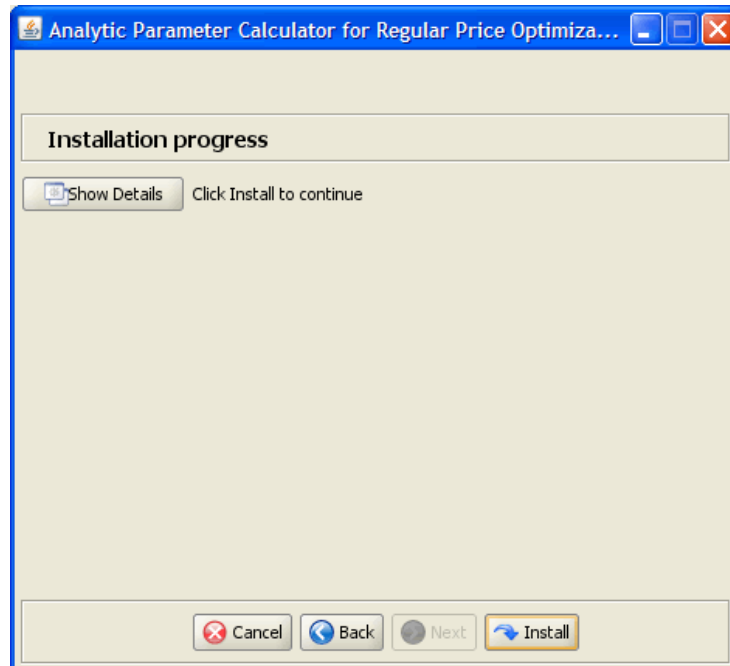 Analytic Parameter Calculator for Regular Price Optimiza...
Installation progress
Show Details Click Install to continue
Cancel Back Next Install